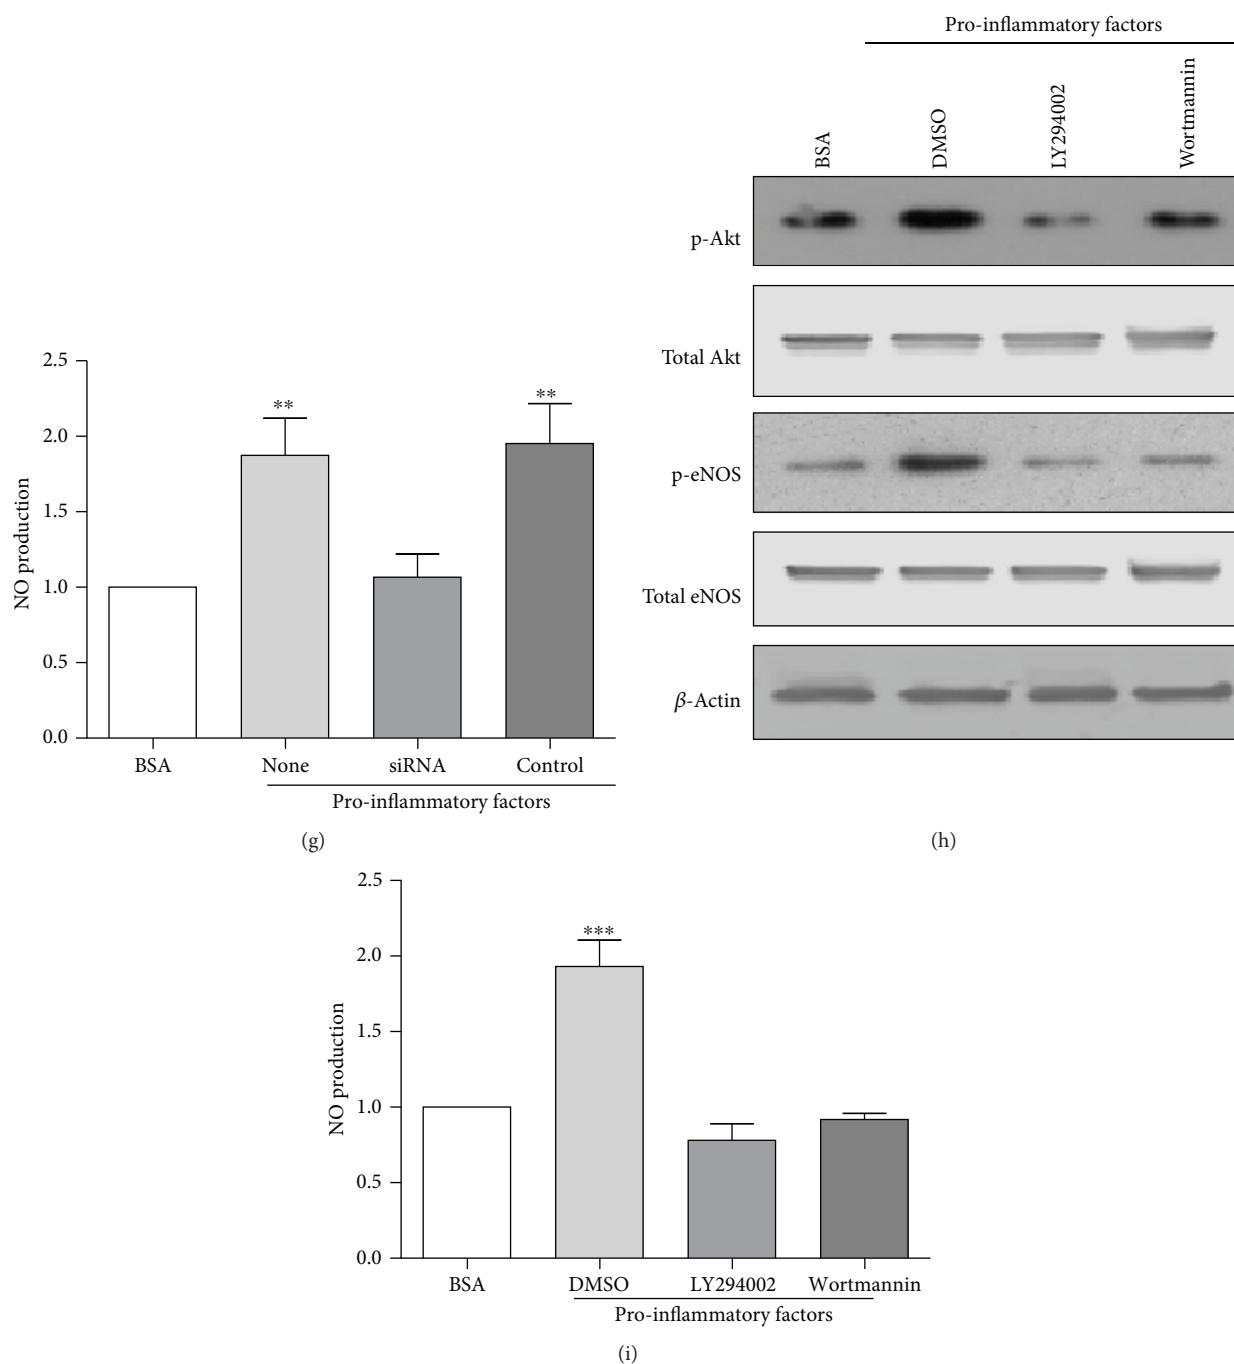 Pro-inflammatory factors
BSA
DMSO
LY294002
Wortmannin
p-Akt
Total Akt
p-eNOS
Total eNOS
β-Actin
(h)
NO production
2.5
2.0
1.5
1.0
0.5
0.0
**
**
BSA None siRNA Control
Pro-inflammatory factors
(g)
NO production
2.5
2.0
1.5
1.0
0.5
0.0
***
BSA DMSO LY294002 Wortmannin
Pro-inflammatory factors
(i)